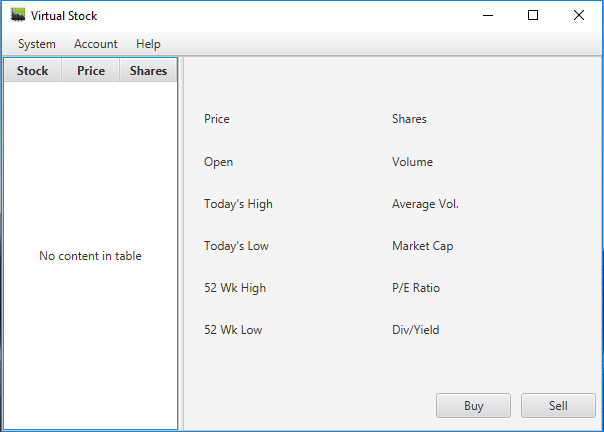 Virtual Stock
System Account Help
Stock Price Shares
No content in table
Price Shares
Open Volume
Today's High Average Vol.
Today's Low Market Cap
52 Wk High P/E Ratio
52 Wk Low Div/Yield
Buy Sell